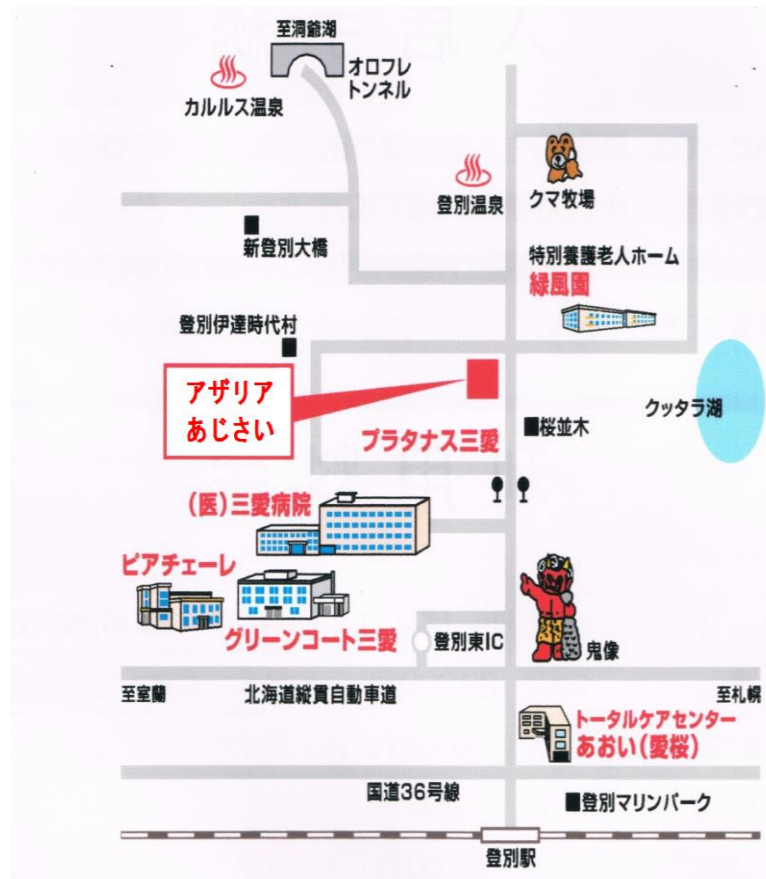 至洞爺湖
オロフレ
トンネル
カルルス温泉
登別温泉
クマ牧場
新登別大橋
特別養護老人ホーム
緑風園
登別伊達時代村
アザリア
あじさい
クッタラ湖
プラタナス三愛
■桜並木
(医)三愛病院
ピアチェーレ
グリーンコート三愛
登別東IC
鬼像
至室蘭
北海道縦貫自動車道
至札幌
トータルケアセンター
あおい(愛桜)
国道36号線
■登別マリンパーク
登別駅